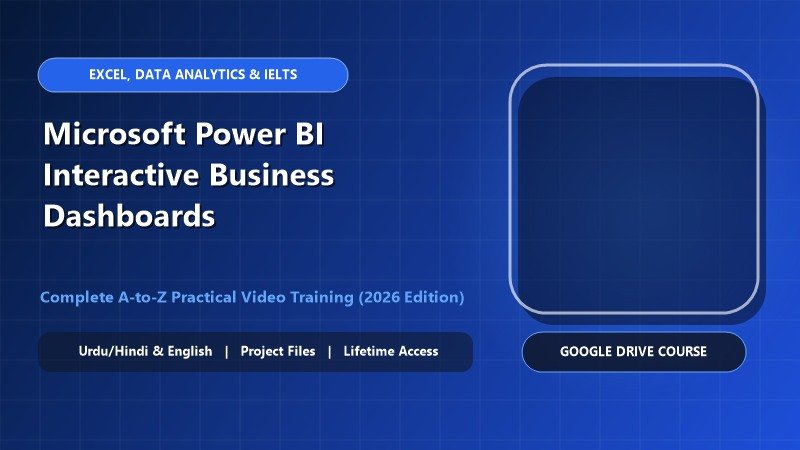 EXCEL, DATA ANALYTICS & IELTS
Microsoft Power BI
Interactive Business
Dashboards
Complete A-to-Z Practical Video Training (2026 Edition)
Urdu/Hindi & English | Project Files | Lifetime Access
GOOGLE DRIVE COURSE